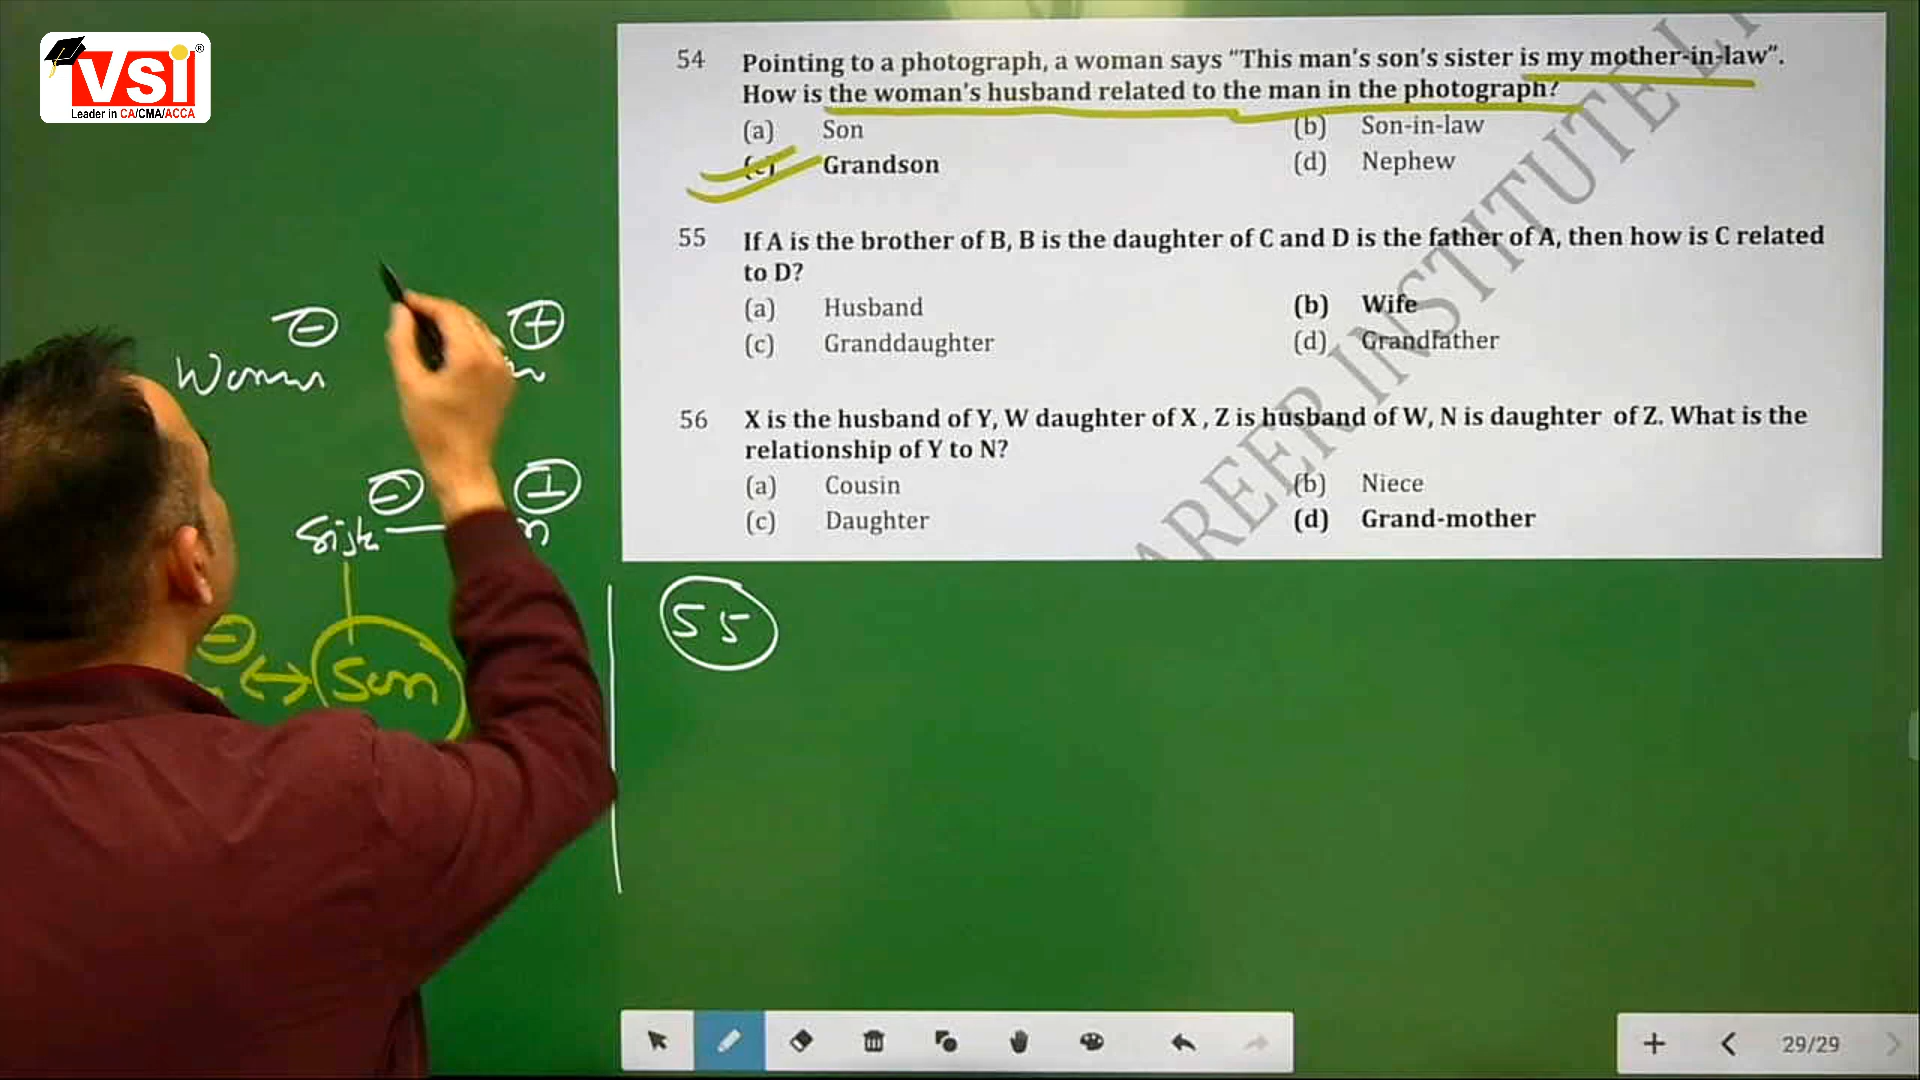 VSI®
Leader in CA/CMA/ACCA
54 Pointing to a photograph, a woman says "This man's son's sister is my mother-in-law".
How is the woman's husband related to the man in the photograph?
(a) Son (b) Son-in-law
(c) Grandson (d) Nephew
55 If A is the brother of B, B is the daughter of C and D is the father of A, then how is C related
to D?
(a) Husband (b) Wife
(c) Granddaughter (d) Grandfather
56 X is the husband of Y, W daughter of X , Z is husband of W, N is daughter of Z. What is the
relationship of Y to N?
(a) Cousin (b) Niece
(c) Daughter (d) Grand-mother
CAREER INSTITUTE
− +
Woman
− +
Son
−
55
29/29